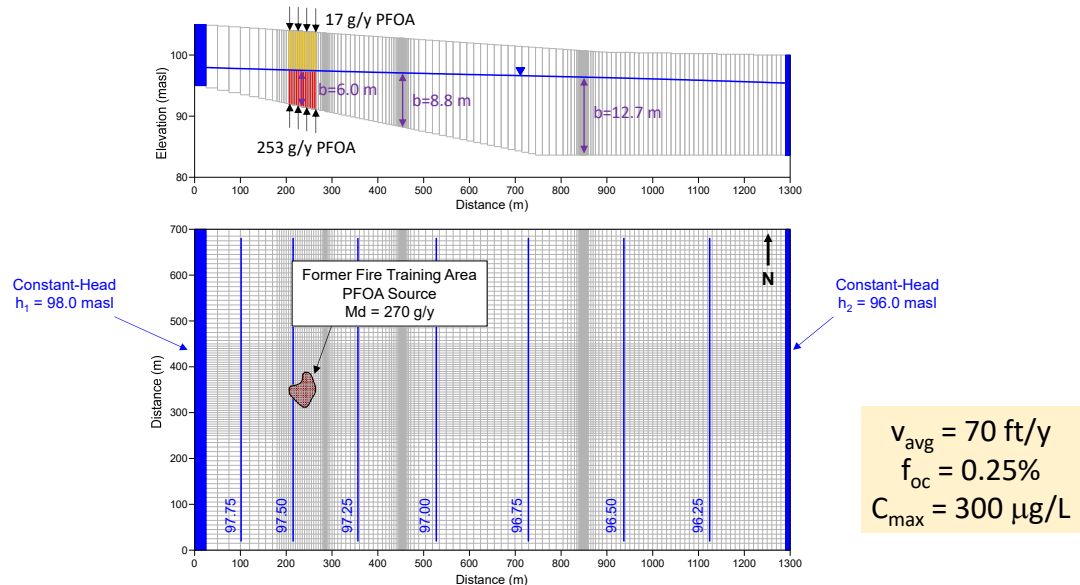 17 g/y PFOA
Elevation (masl)
100
90
80
b=6.0 m
b=8.8 m
b=12.7 m
253 g/y PFOA
0 100 200 300 400 500 600 700 800 900 1000 1100 1200 1300
Distance (m)
Constant-Head
h₁ = 98.0 masl
Distance (m)
700
600
500
400
300
200
100
0
Former Fire Training Area
PFOA Source
Md = 270 g/y
N
97.75
97.50
97.25
97.00
96.75
96.50
96.25
0 100 200 300 400 500 600 700 800 900 1000 1100 1200 1300
Distance (m)
Constant-Head
h₂ = 96.0 masl
vavg = 70 ft/y
foc = 0.25%
Cmax = 300 µg/L